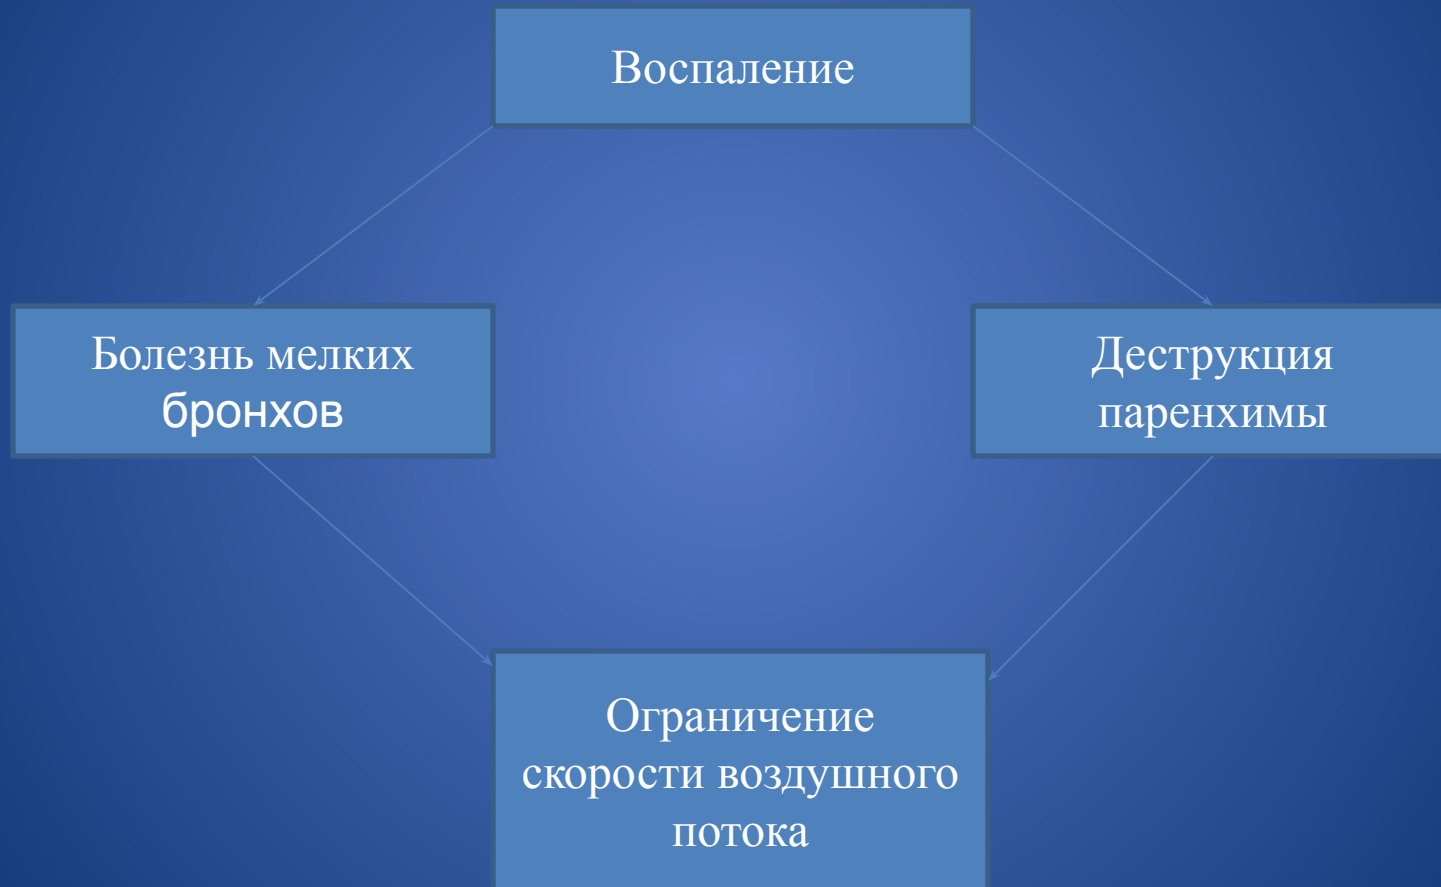 Воспаление
Болезнь мелких
бронхов
Деструкция
паренхимы
Ограничение
скорости воздушного
потока